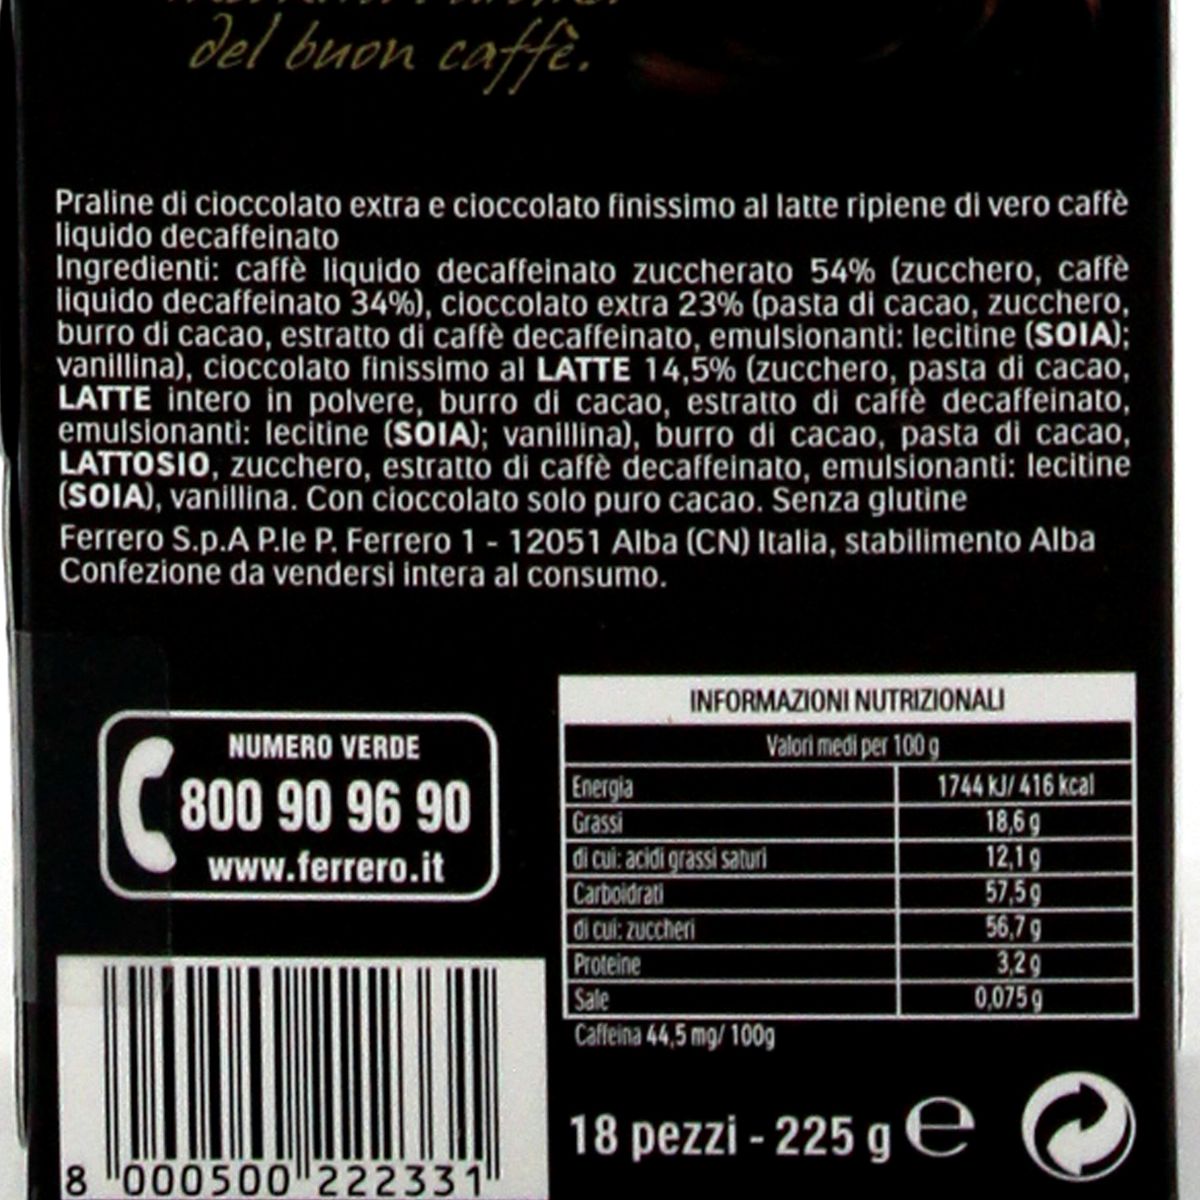 del buon caffè.
Praline di cioccolato extra e cioccolato finissimo al latte ripiene di vero caffè
liquido decaffeinato
Ingredienti: caffè liquido decaffeinato zuccherato 54% (zucchero, caffè
liquido decaffeinato 34%), cioccolato extra 23% (pasta di cacao, zucchero,
burro di cacao, estratto di caffè decaffeinato, emulsionanti: lecitine (SOIA);
vanillina), cioccolato finissimo al LATTE 14,5% (zucchero, pasta di cacao,
LATTE intero in polvere, burro di cacao, estratto di caffè decaffeinato,
emulsionanti: lecitine (SOIA); vanillina), burro di cacao, pasta di cacao,
LATTOSIO, zucchero, estratto di caffè decaffeinato, emulsionanti: lecitine
(SOIA), vanillina. Con cioccolato solo puro cacao. Senza glutine
Ferrero S.p.A P.le P. Ferrero 1 - 12051 Alba (CN) Italia, stabilimento Alba
Confezione da vendersi intera al consumo.
NUMERO VERDE
800 90 96 90
www.ferrero.it
INFORMAZIONI NUTRIZIONALI
Valori medi per 100 g
Energia 1744 kJ/ 416 kcal
Grassi 18,6 g
di cui: acidi grassi saturi 12,1 g
Carboidrati 57,5 g
di cui: zuccheri 56,7 g
Proteine 3,2 g
Sale 0,075 g
Caffeina 44,5 mg/ 100g
18 pezzi - 225 g e
8 000500 222331